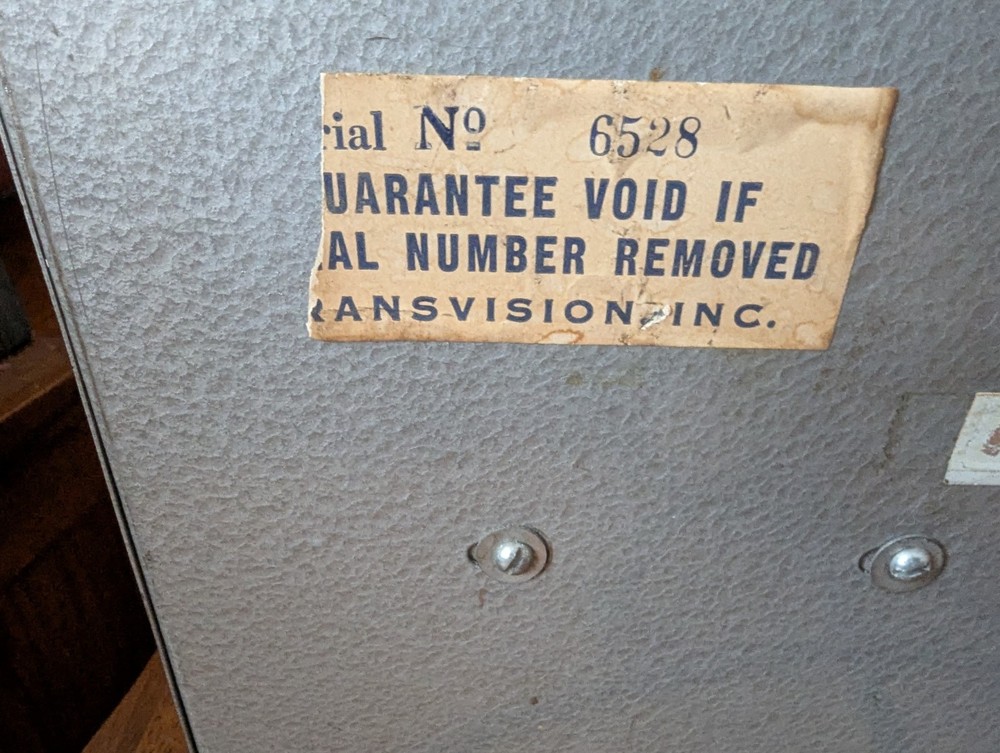 rial Nº 6528
UARANTEE VOID IF
AL NUMBER REMOVED
RANSVISION, INC.